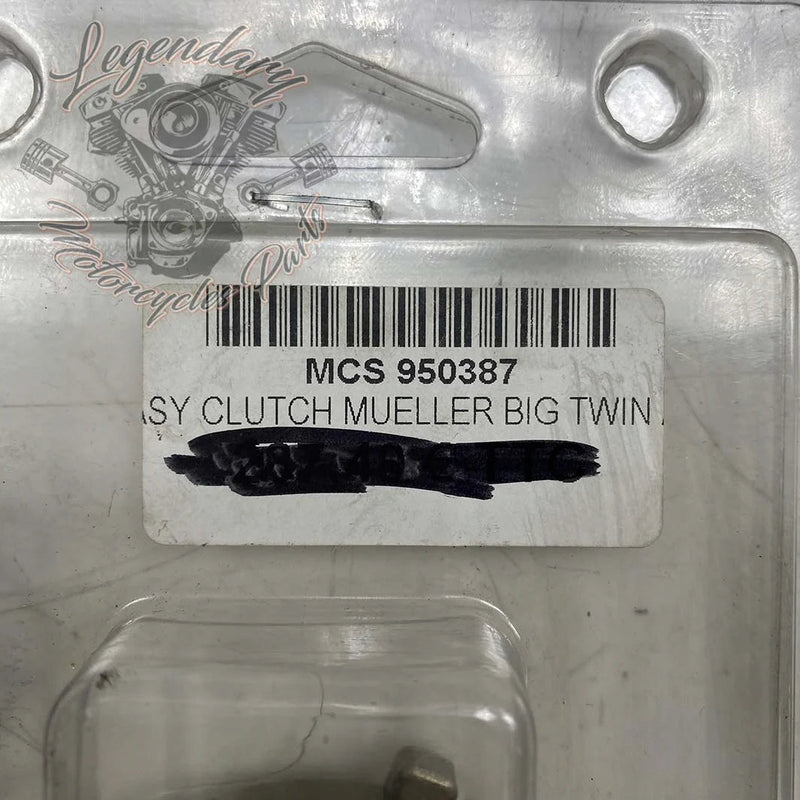 Legendary
Motorcycles Parts
MCS 950387
ASY CLUTCH MUELLER BIG TWIN